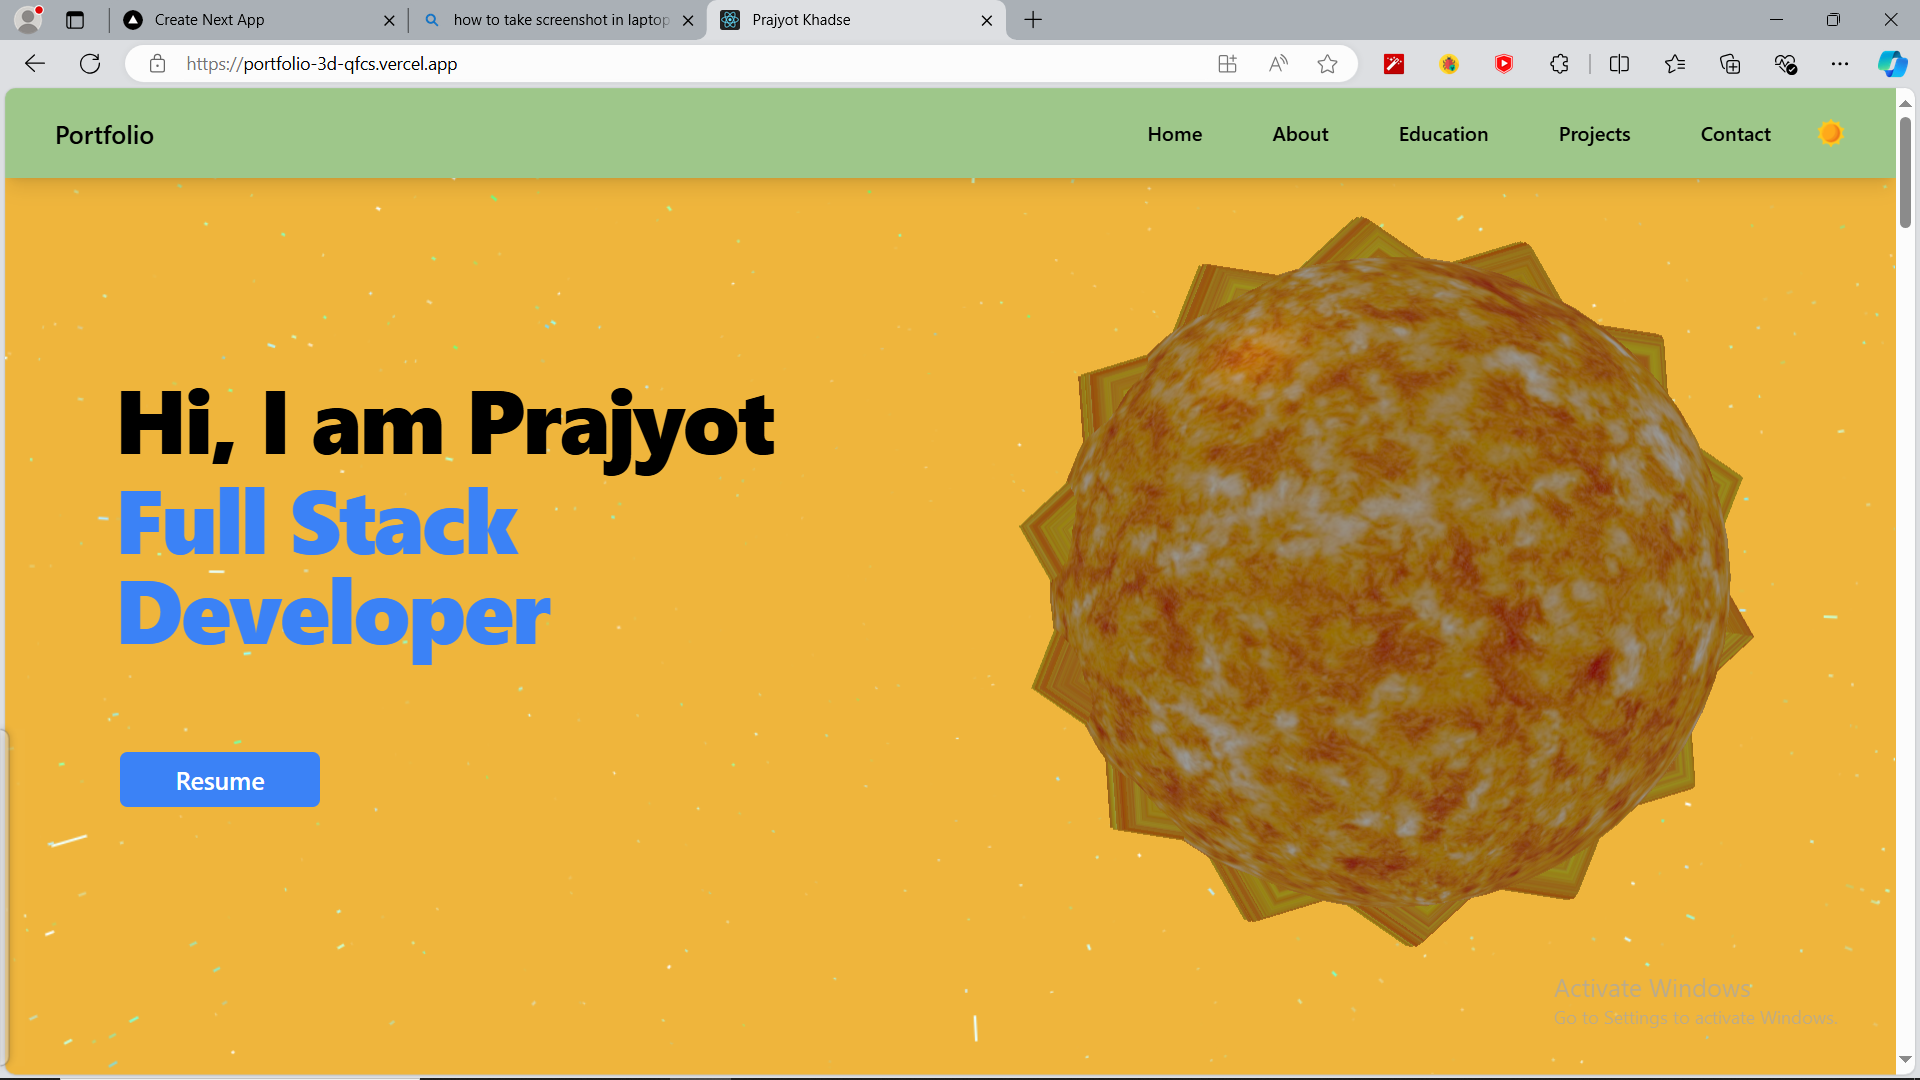 Create Next App
how to take screenshot in laptop
Prajyot Khadse
https://portfolio-3d-qfcs.vercel.app
Portfolio
Home
About
Education
Projects
Contact
Hi, I am Prajyot
Full Stack
Developer
Resume
Activate Windows
Go to Settings to activate Windows.